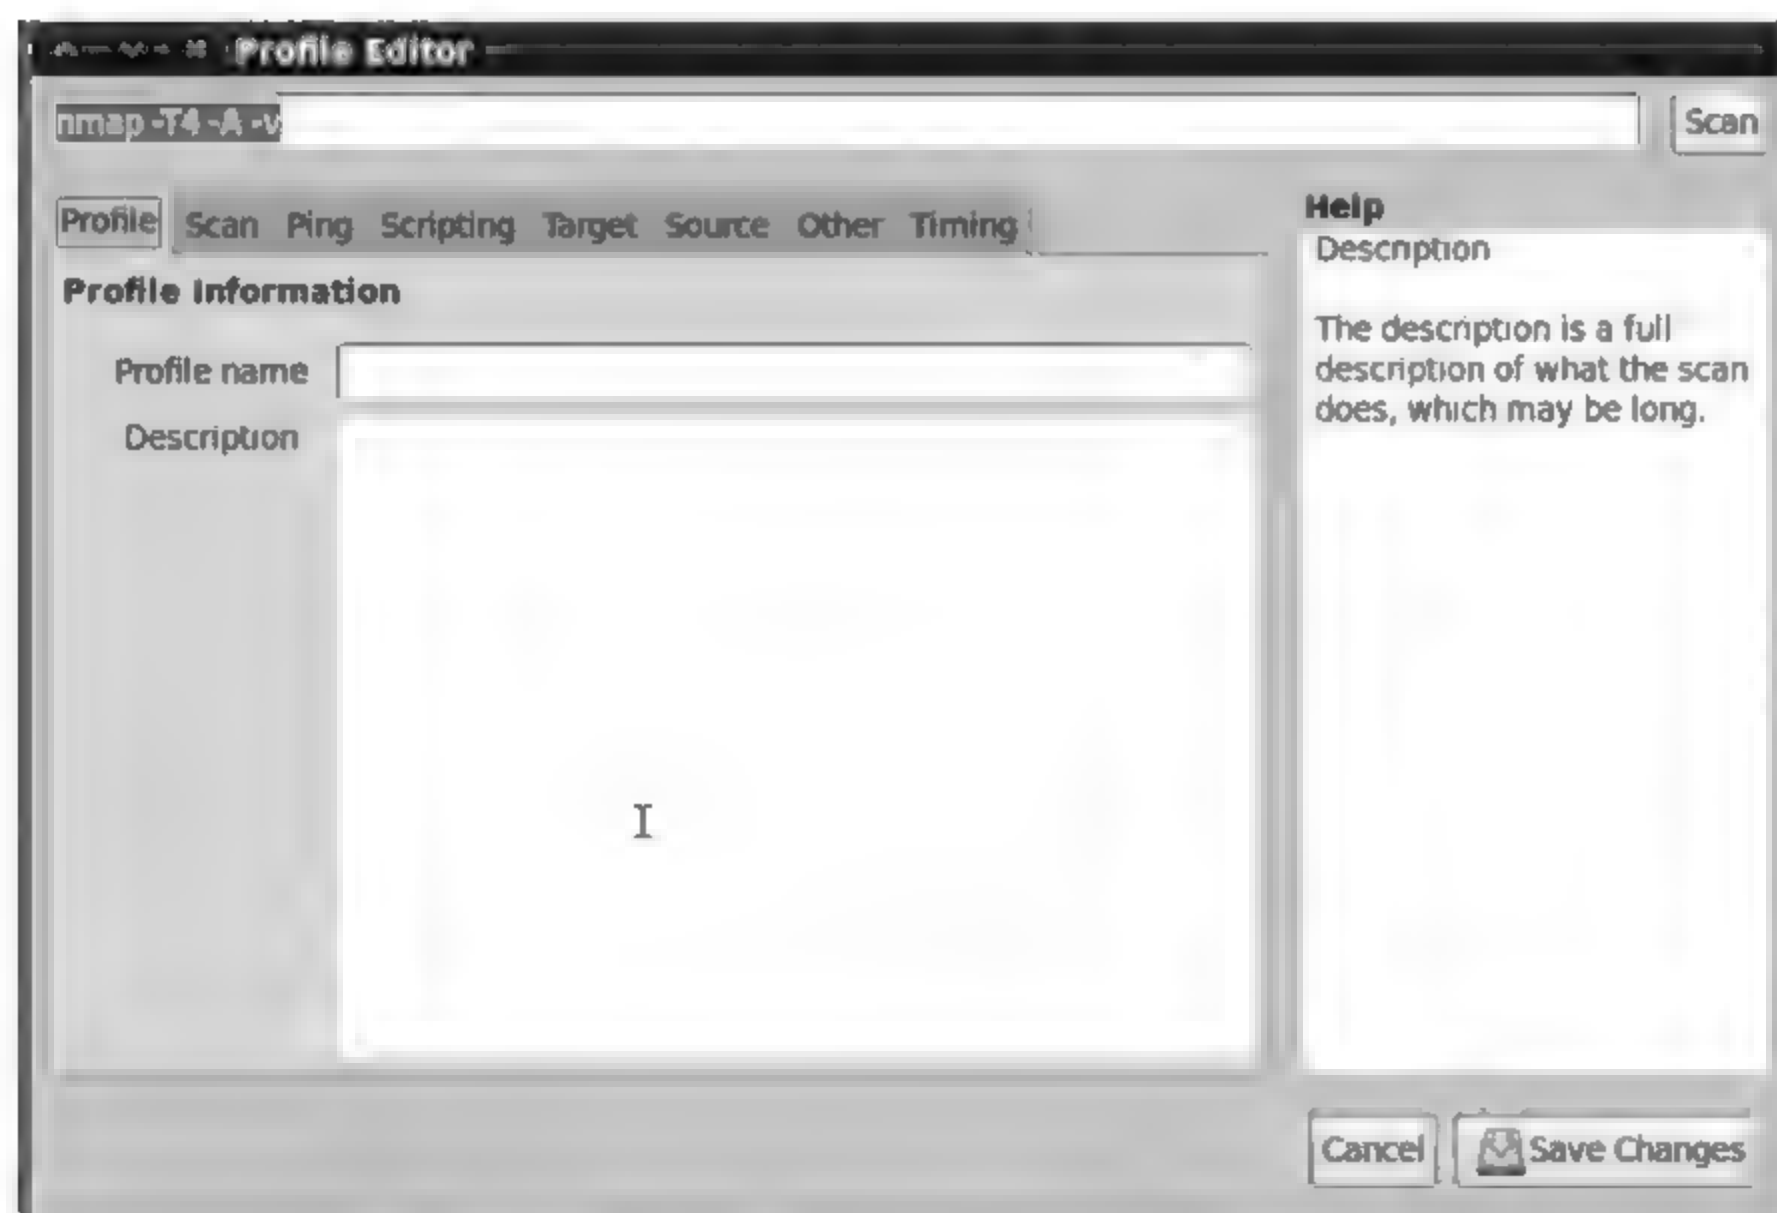 Profile Editor
nmap -T4 -A -v
Scan
Profile Scan Ping Scripting Target Source Other Timing
Profile Information
Profile name
Description
Help
Description
The description is a full
description of what the scan
does, which may be long.
Cancel
Save Changes